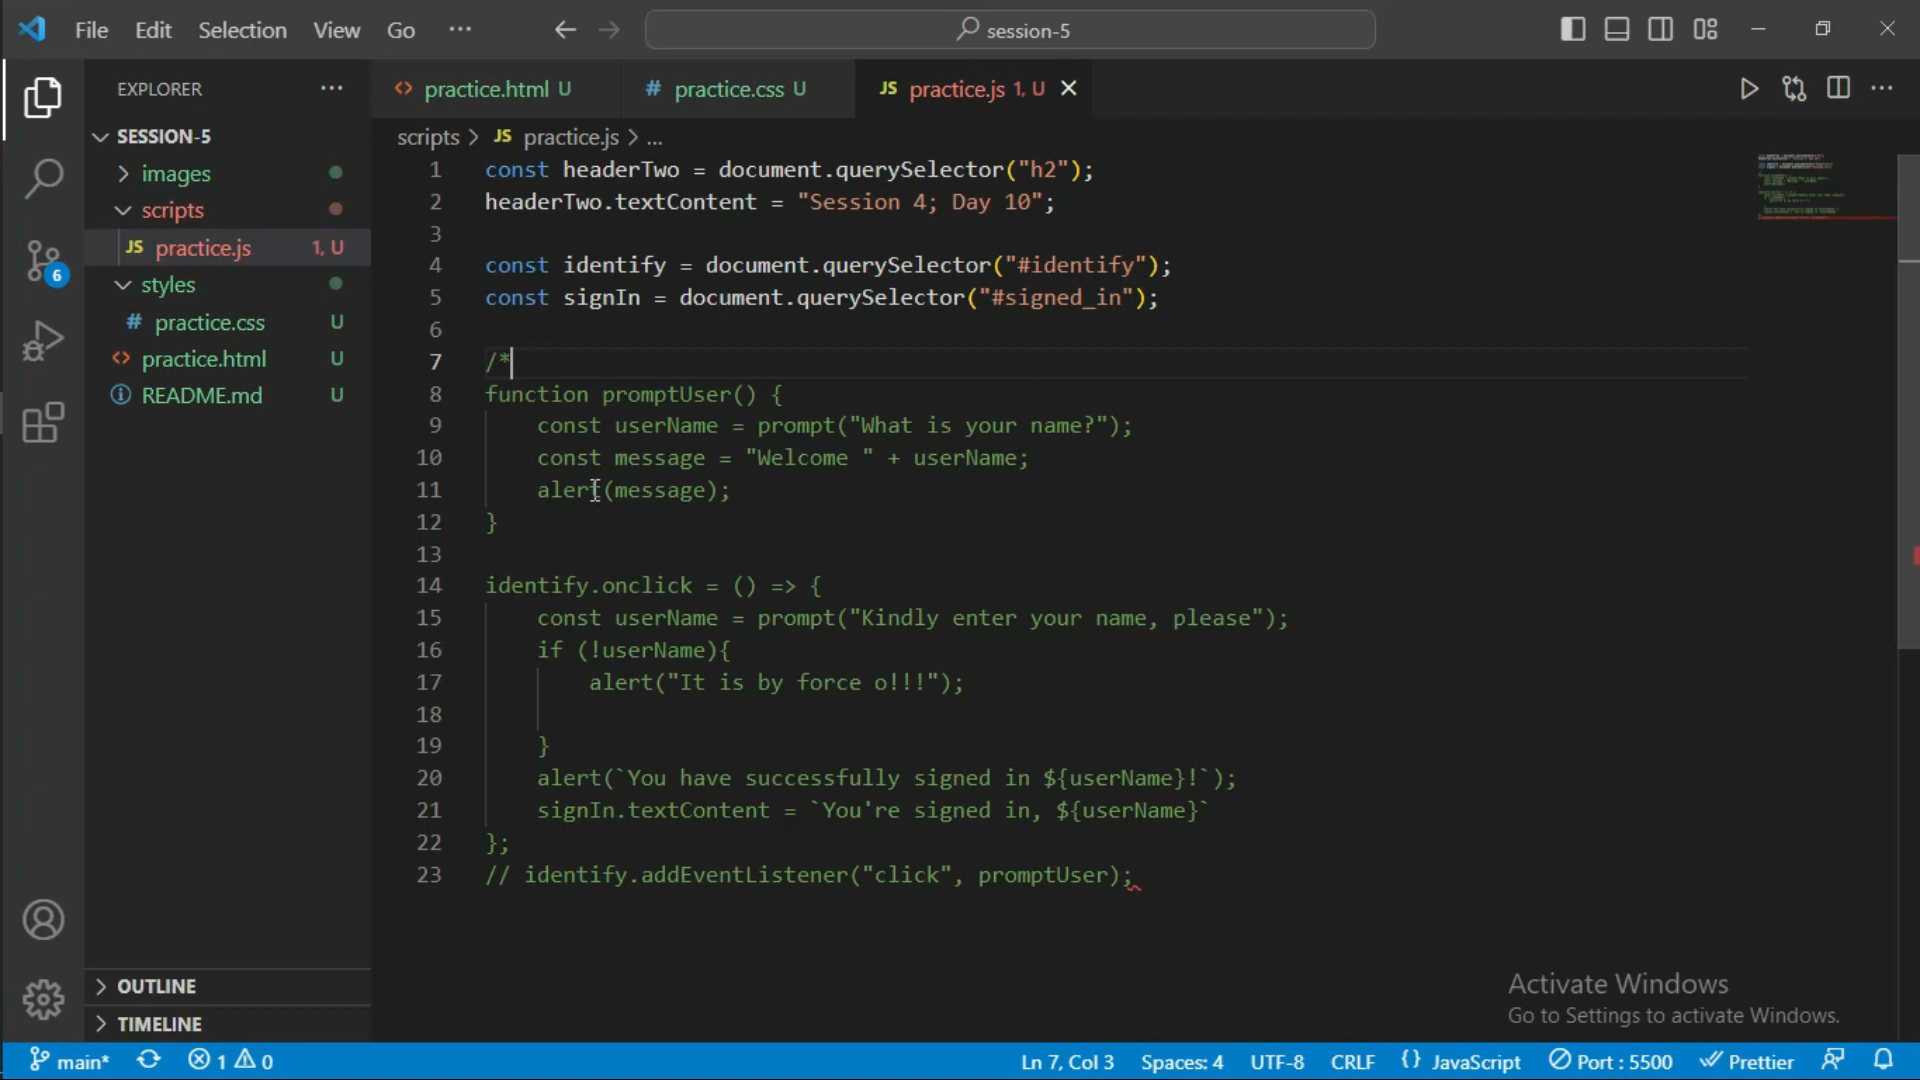 File Edit Selection View Go ··· session-5
EXPLORER ···
SESSION-5
images
scripts
JS practice.js 1, U
styles
# practice.css U
<> practice.html U
README.md U
OUTLINE
TIMELINE
<> practice.html U # practice.css U JS practice.js 1, U
scripts > JS practice.js > ...
1 const headerTwo = document.querySelector("h2");
2 headerTwo.textContent = "Session 4; Day 10";
3
4 const identify = document.querySelector("#identify");
5 const signIn = document.querySelector("#signed_in");
6
7 /*
8 function promptUser() {
9 const userName = prompt("What is your name?");
10 const message = "Welcome " + userName;
11 alert(message);
12 }
13
14 identify.onclick = () => {
15 const userName = prompt("Kindly enter your name, please");
16 if (!userName){
17 alert("It is by force o!!!");
18
19 }
20 alert(`You have successfully signed in ${userName}!`);
21 signIn.textContent = `You're signed in, ${userName}`
22 };
23 // identify.addEventListener("click", promptUser);
Activate Windows
Go to Settings to activate Windows.
6
main* 1 0 Ln 7, Col 3 Spaces: 4 UTF-8 CRLF {} JavaScript Port : 5500 Prettier